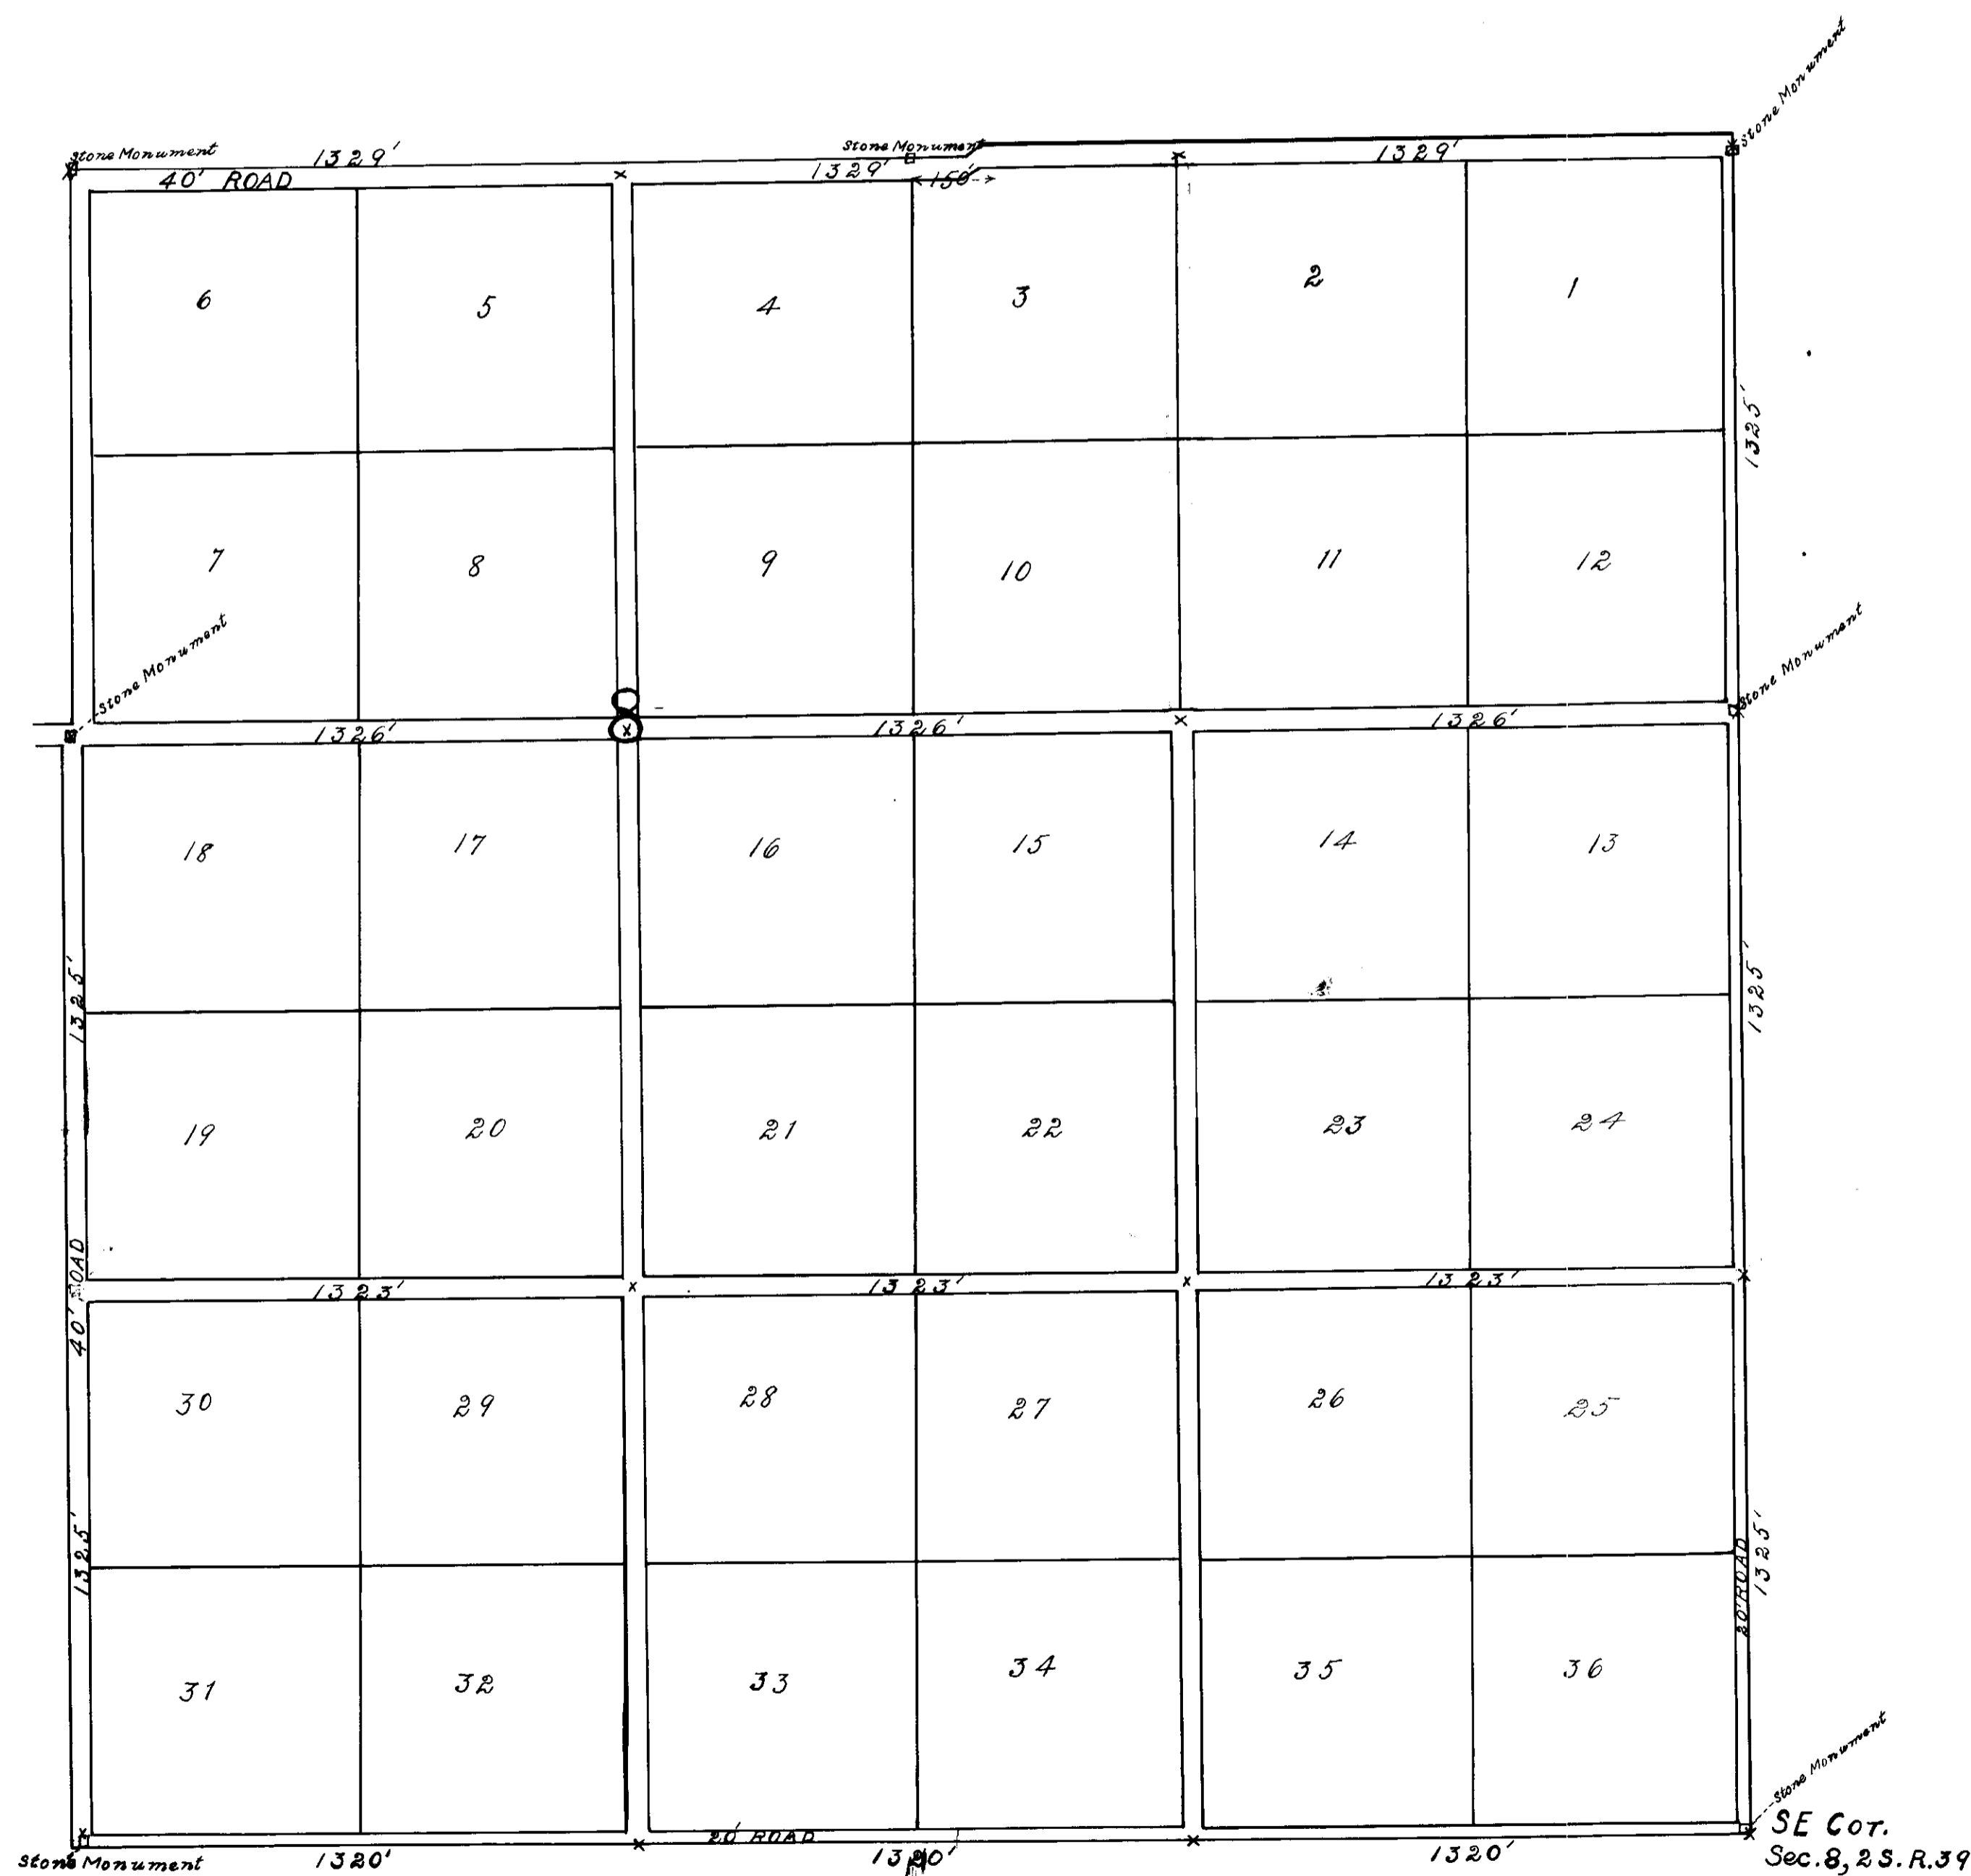 Stone Monument
Stone Monument 1329' Stone Monument 1329'
40' ROAD 1329' 150'
6 5 4 3 2 1
1325'
7 8 9 10 11 12
Stone Monument
Stone Monument
8
1326' 1326' 1326'
18 17 16 15 14 13
1325' 1325'
19 20 21 22 23 24
40' ROAD
1323' 1323' 1323'
30 29 28 27 26 25
1325' 1325'
20' ROAD
31 32 33 34 35 36
Stone Monument
20' ROAD
SE Cor.
Stone Monument 1320' 1320' 1320' Sec. 8, 2 S. R. 39